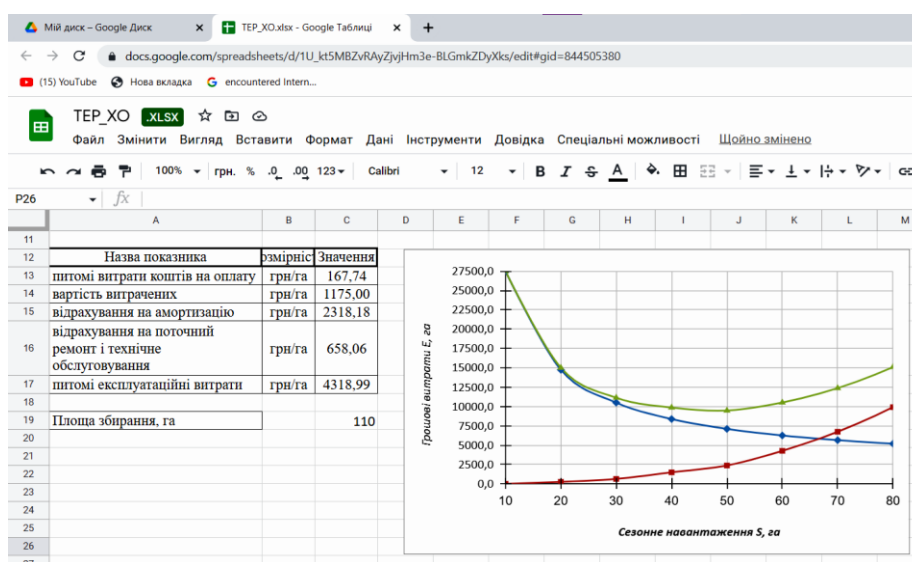 Мій диск – Google Диск
TEP_XO.xlsx - Google Таблиці
docs.google.com/spreadsheets/d/1U_kt5MBZvRAyZjvjHm3e-BLGmkZDyXks/edit#gid=844505380
(15) YouTube Нова вкладка encountered Intern...
TEP_XO .XLSX
Файл Змінити Вигляд Вставити Формат Дані Інструменти Довідка Спеціальні можливості Щойно змінено
100% грн. % .0 .00 123 Calibri 12 B I S A
P26 fx
A B C D E F G H I J K L M
11
12 Назва показника озмірніс Значення
13 питомі витрати коштів на оплату грн/га 167,74
14 вартість витрачених грн/га 1175,00
15 відрахування на амортизацію грн/га 2318,18
відрахування на поточний
16 ремонт і технічне грн/га 658,06
обслуговування
17 питомі експлуатаційні витрати грн/га 4318,99
18
19 Площа збирання, га 110
20
21
22
23
24
25
26
Грошові витрати E, га
27500,0
25000,0
22500,0
20000,0
17500,0
15000,0
12500,0
10000,0
7500,0
5000,0
2500,0
0,0
10 20 30 40 50 60 70 80
Сезонне навантаження S, га